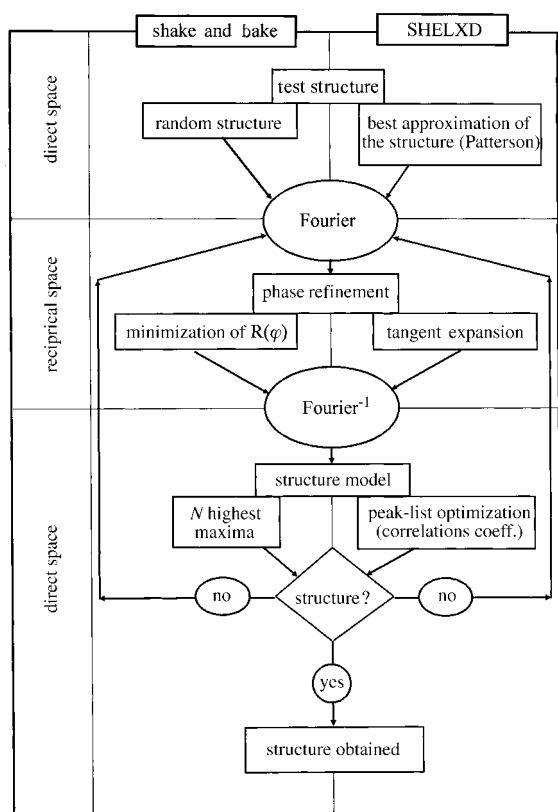 shake and bake
SHELXD
direct space
test structure
random structure
best approximation of
the structure (Patterson)
Fourier
reciprical space
phase refinement
minimization of R(φ)
tangent expansion
Fourier⁻¹
direct space
structure model
N highest
maxima
peak-list optimization
(correlations coeff.)
no
structure?
no
yes
structure obtained